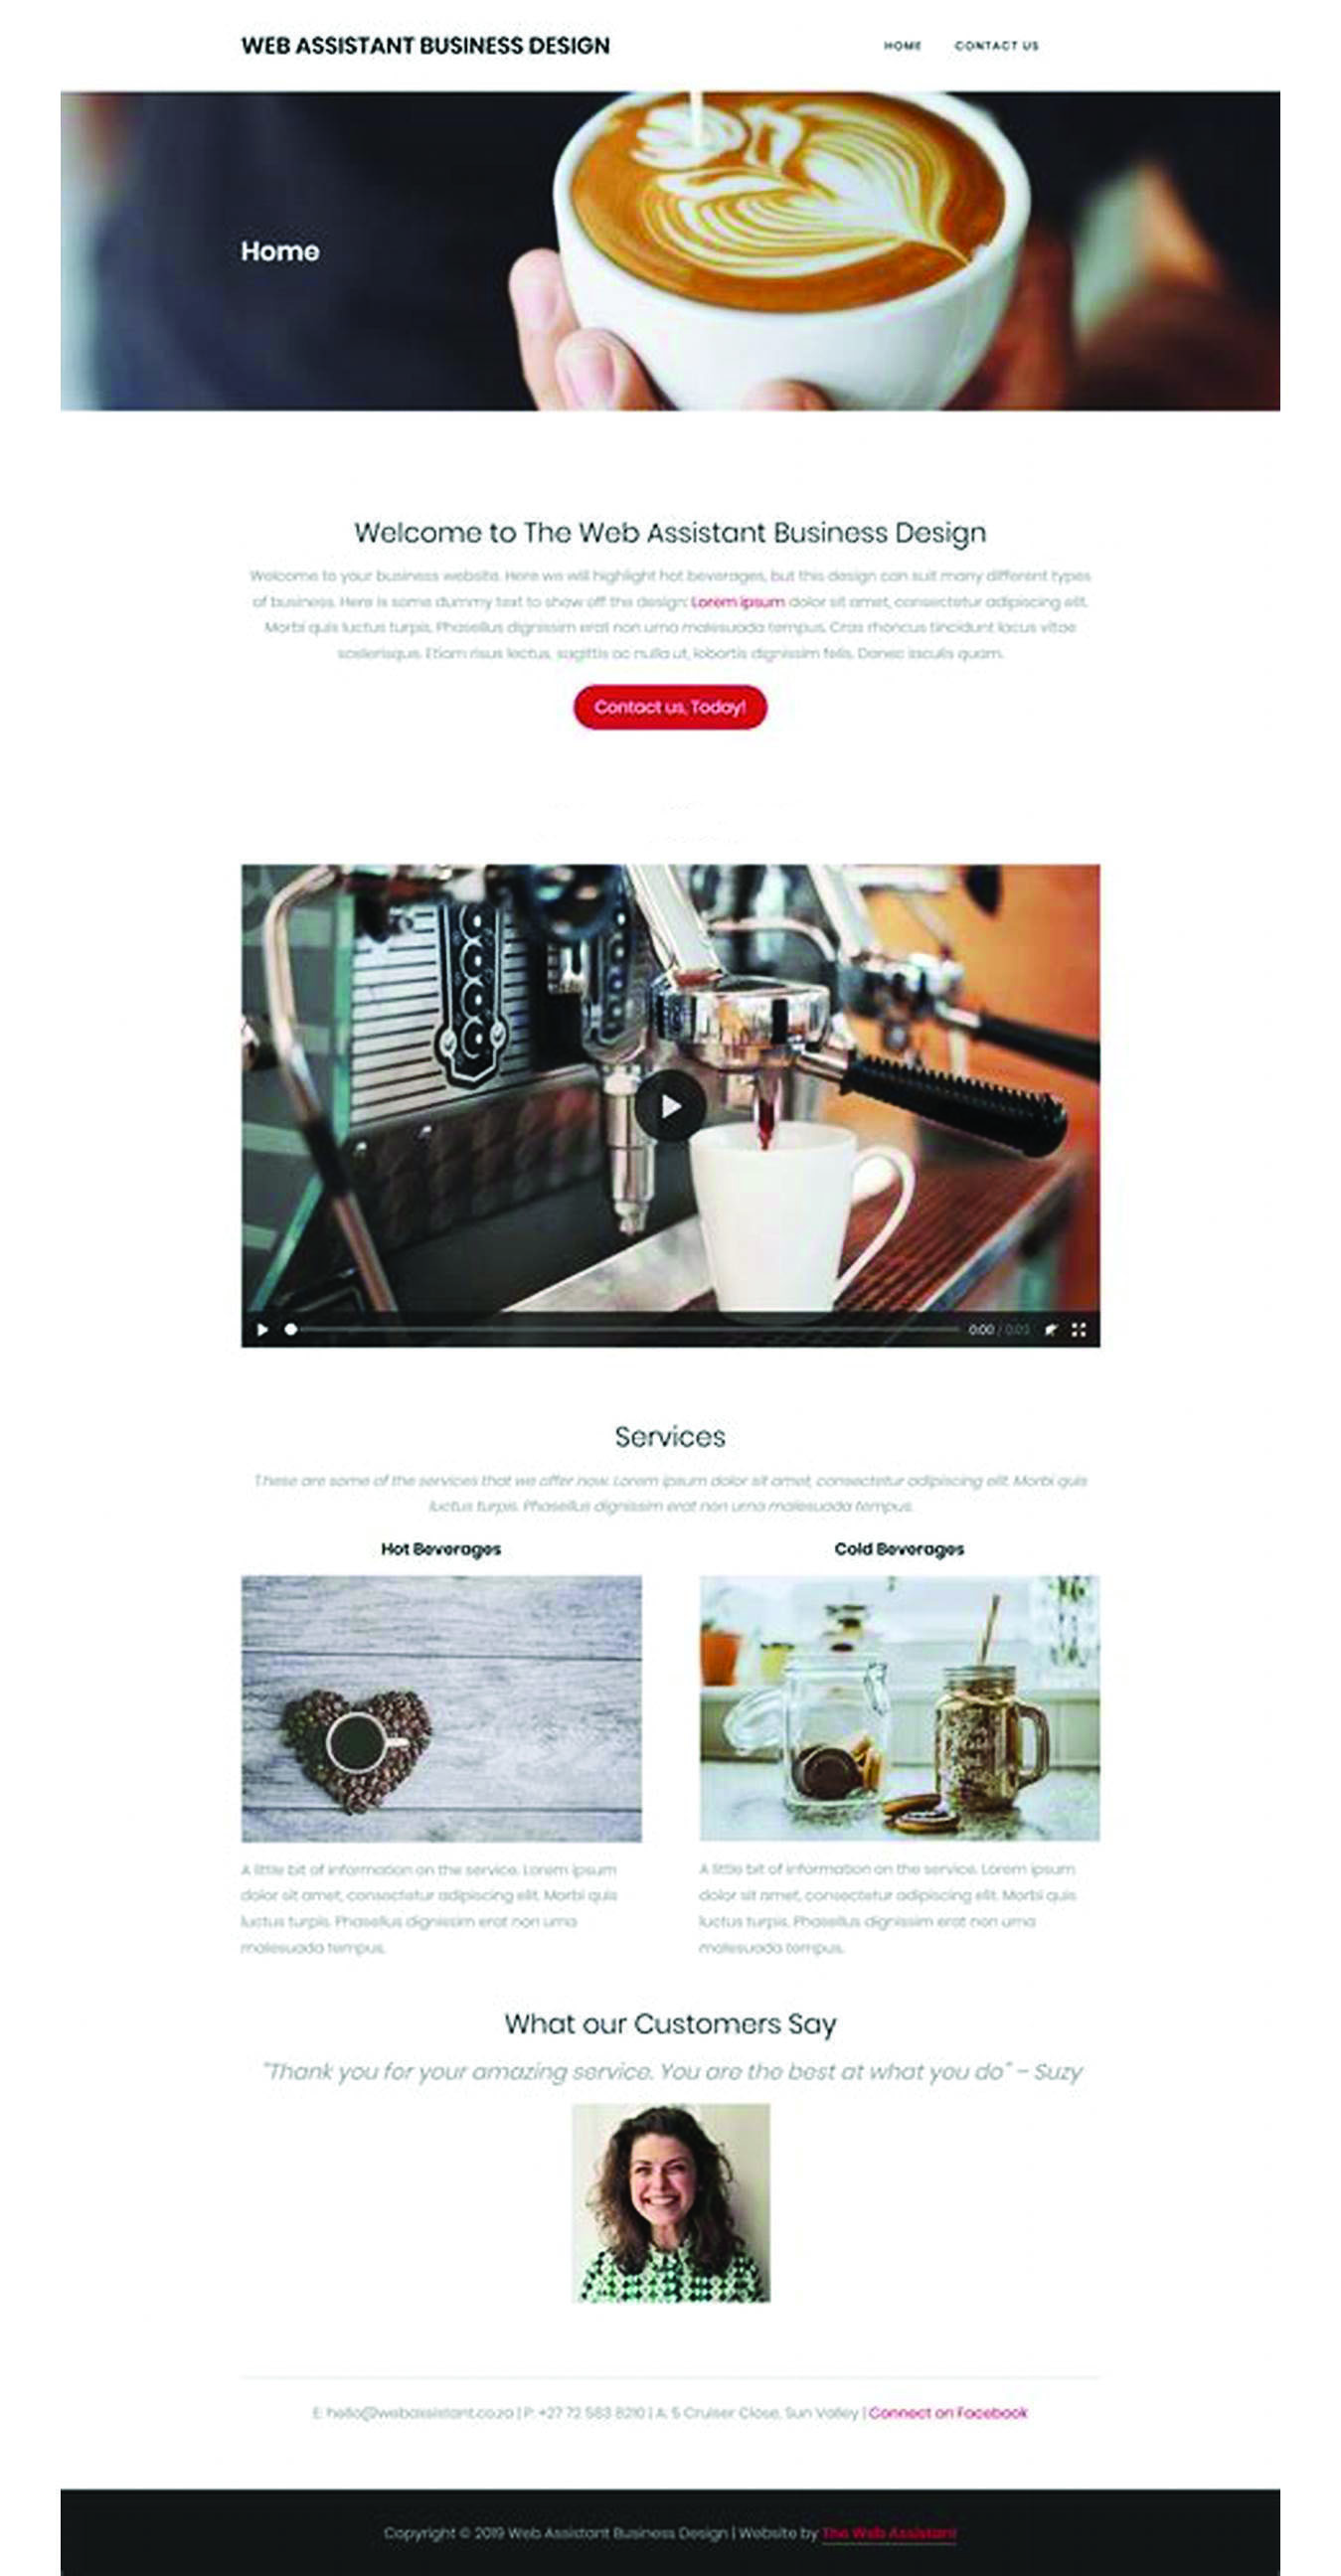 WEB ASSISTANT BUSINESS DESIGN
HOME CONTACT US
Home
Welcome to The Web Assistant Business Design
Welcome to your business website. Here we will highlight hot beverages, but this design can suit many different types
of business. Here is some dummy text to show off the design: Lorem ipsum dolor sit amet, consectetur adipiscing elit.
Morbi quis luctus turpis. Phasellus dignissim erat non urna malesuada tempus. Cras rhoncus tincidunt lacus vitae
scelerisque. Etiam risus lectus, sagittis ac nulla ut, lobortis dignissim felis. Donec iaculis quam.
Contact us, Today!
0:00 / 0:03
Services
These are some of the services that we offer now. Lorem ipsum dolor sit amet, consectetur adipiscing elit. Morbi quis
luctus turpis. Phasellus dignissim erat non urna malesuada tempus.
Hot Beverages
Cold Beverages
A little bit of information on the service. Lorem ipsum
dolor sit amet, consectetur adipiscing elit. Morbi quis
luctus turpis. Phasellus dignissim erat non urna
malesuada tempus.
A little bit of information on the service. Lorem ipsum
dolor sit amet, consectetur adipiscing elit. Morbi quis
luctus turpis. Phasellus dignissim erat non urna
malesuada tempus.
What our Customers Say
"Thank you for your amazing service. You are the best at what you do" – Suzy
E: hello@webassistant.co.za | P: +27 72 583 8210 | A: 5 Cruiser Close, Sun Valley | Connect on Facebook
Copyright © 2019 Web Assistant Business Design | Website by The Web Assistant